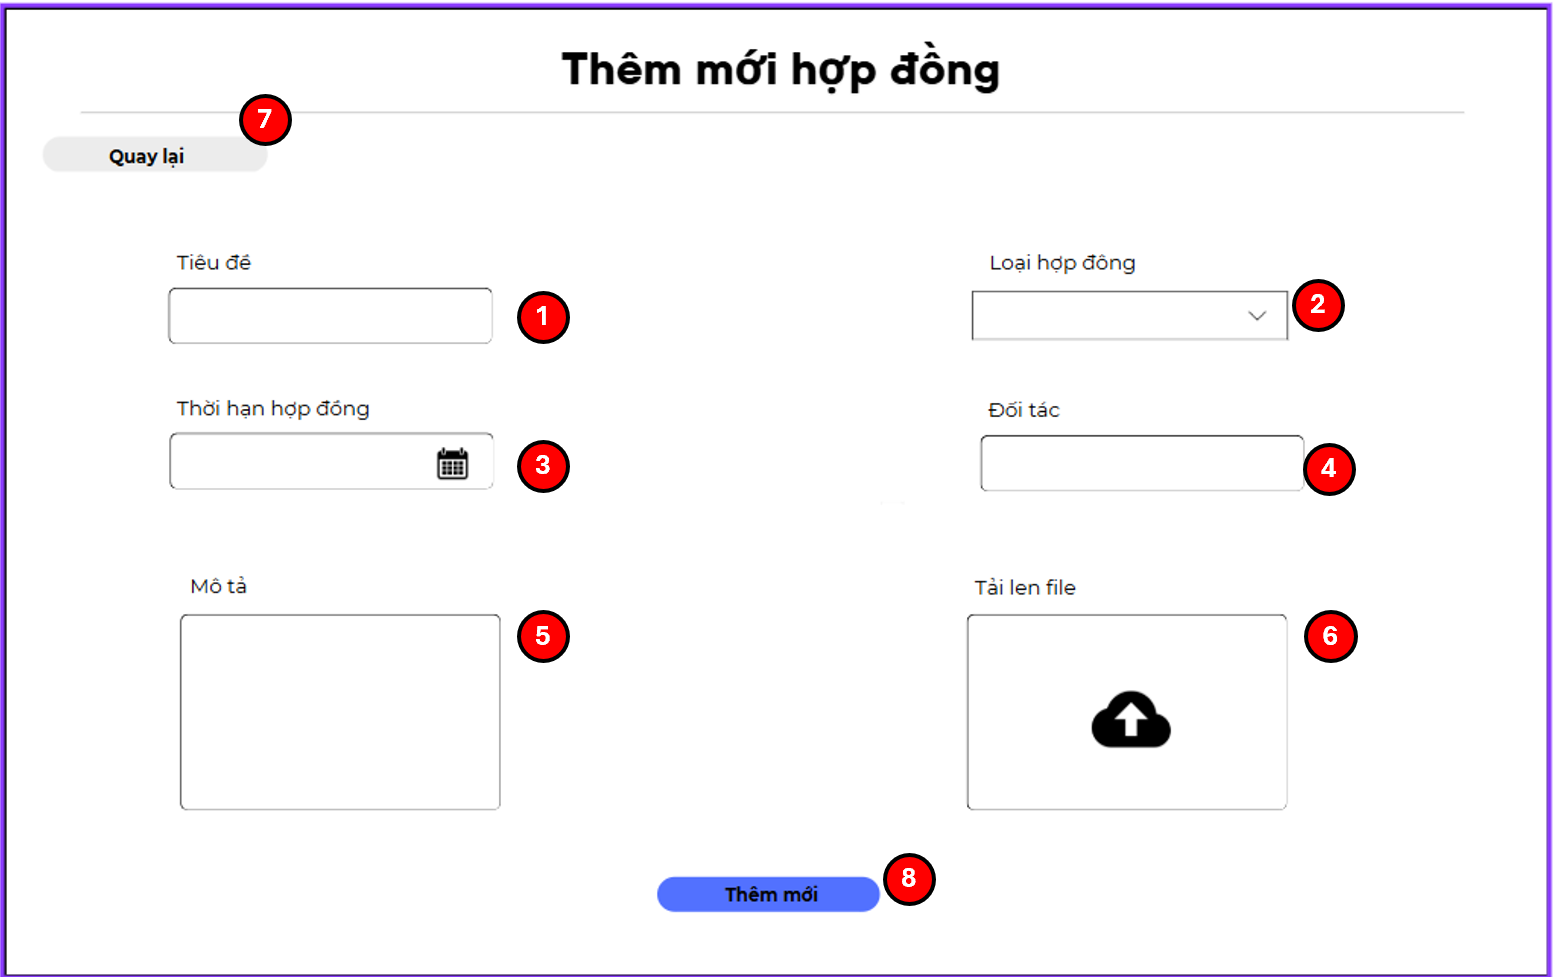 Thêm mới hợp đồng
7
Quay lại
Tiêu đề
Loại hợp đông
1
2
Thời hạn hợp đồng
Đối tác
3
4
Mô tả
Tải len file
5
6
8
Thêm mới